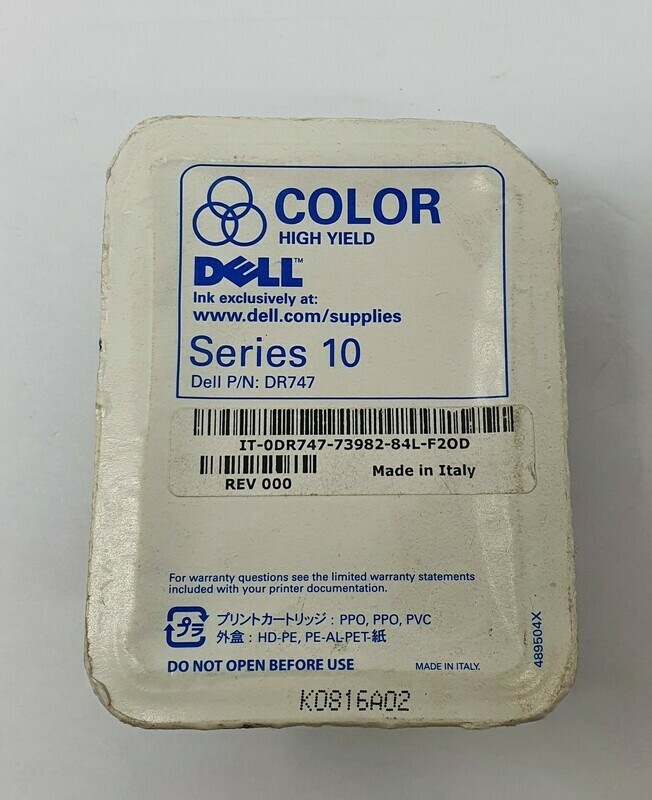 COLOR
HIGH YIELD
DELL™
Ink exclusively at:
www.dell.com/supplies
Series 10
Dell P/N: DR747
IT-0DR747-73982-84L-F2OD
REV 000
Made in Italy
For warranty questions see the limited warranty statements
included with your printer documentation.
プラ
プリントカートリッジ : PPO, PPO, PVC
外盒 : HD-PE, PE-AL-PET-紙
DO NOT OPEN BEFORE USE
MADE IN ITALY.
489504X
K0816A02